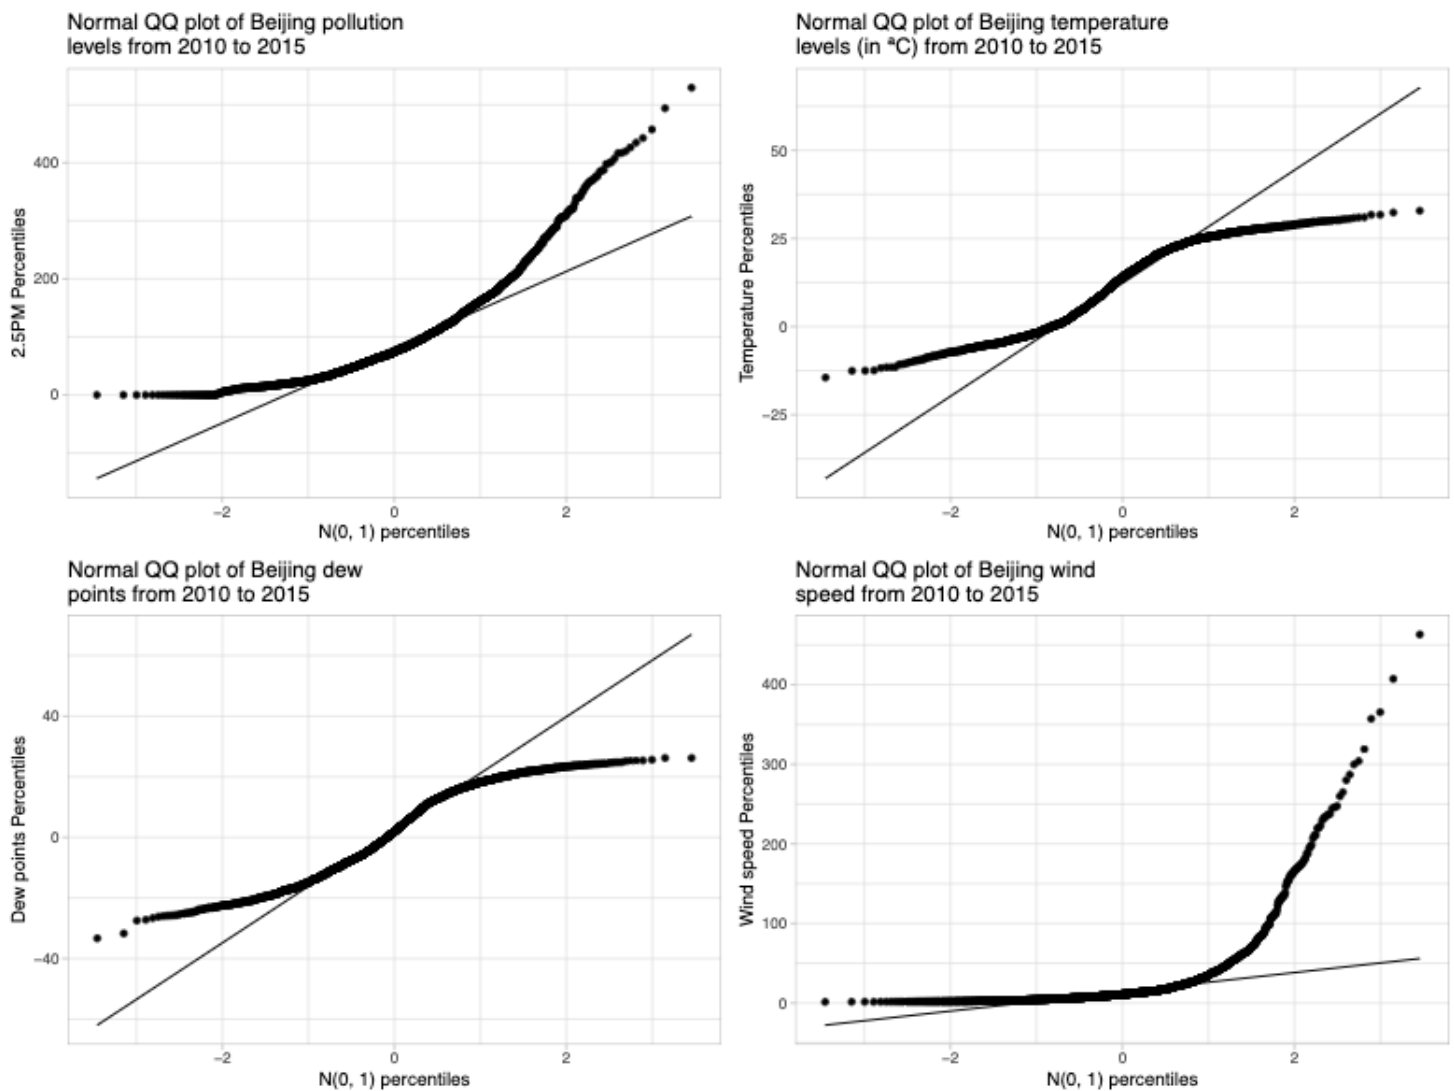 Normal QQ plot of Beijing pollution
levels from 2010 to 2015
400
200
0
2.5PM Percentiles
−2
0
2
N(0, 1) percentiles
Normal QQ plot of Beijing temperature
levels (in ªC) from 2010 to 2015
50
25
0
−25
Temperature Percentiles
−2
0
2
N(0, 1) percentiles
Normal QQ plot of Beijing dew
points from 2010 to 2015
40
0
−40
Dew points Percentiles
−2
0
2
N(0, 1) percentiles
Normal QQ plot of Beijing wind
speed from 2010 to 2015
400
300
200
100
0
Wind speed Percentiles
−2
0
2
N(0, 1) percentiles